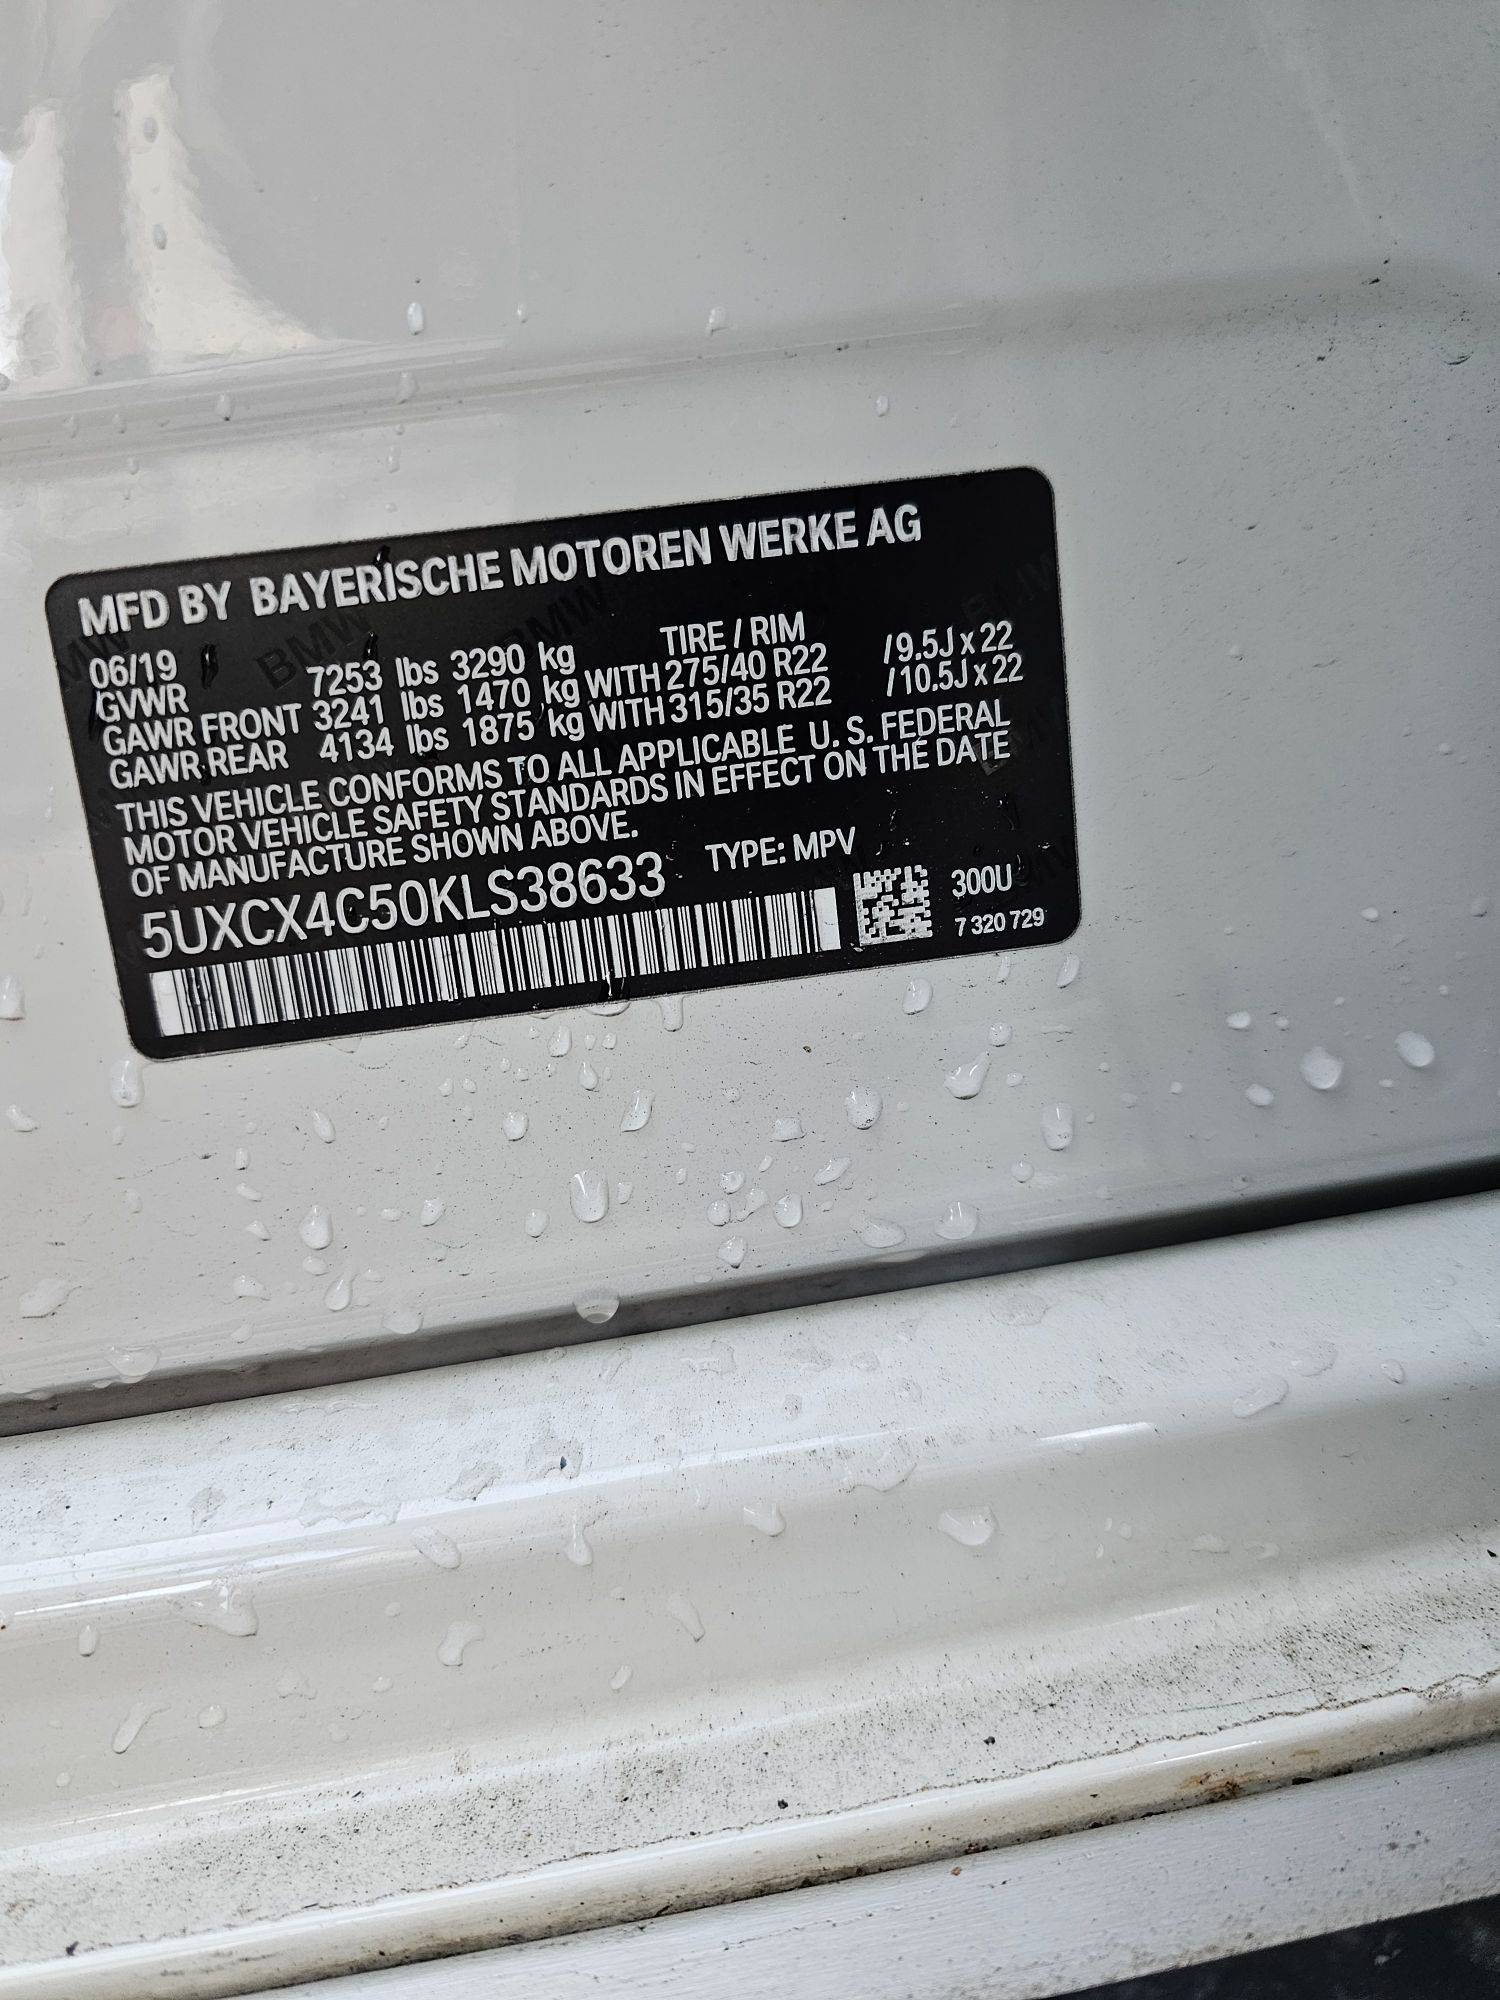 MFD BY BAYERISCHE MOTOREN WERKE AG
06/19 TIRE / RIM
GVWR 7253 lbs 3290 kg
GAWR FRONT 3241 lbs 1470 kg WITH 275/40 R22 /9.5J x 22
GAWR REAR 4134 lbs 1875 kg WITH 315/35 R22 /10.5J x 22
THIS VEHICLE CONFORMS TO ALL APPLICABLE U. S. FEDERAL
MOTOR VEHICLE SAFETY STANDARDS IN EFFECT ON THE DATE
OF MANUFACTURE SHOWN ABOVE.
5UXCX4C50KLS38633 TYPE: MPV
300U
7 320 729